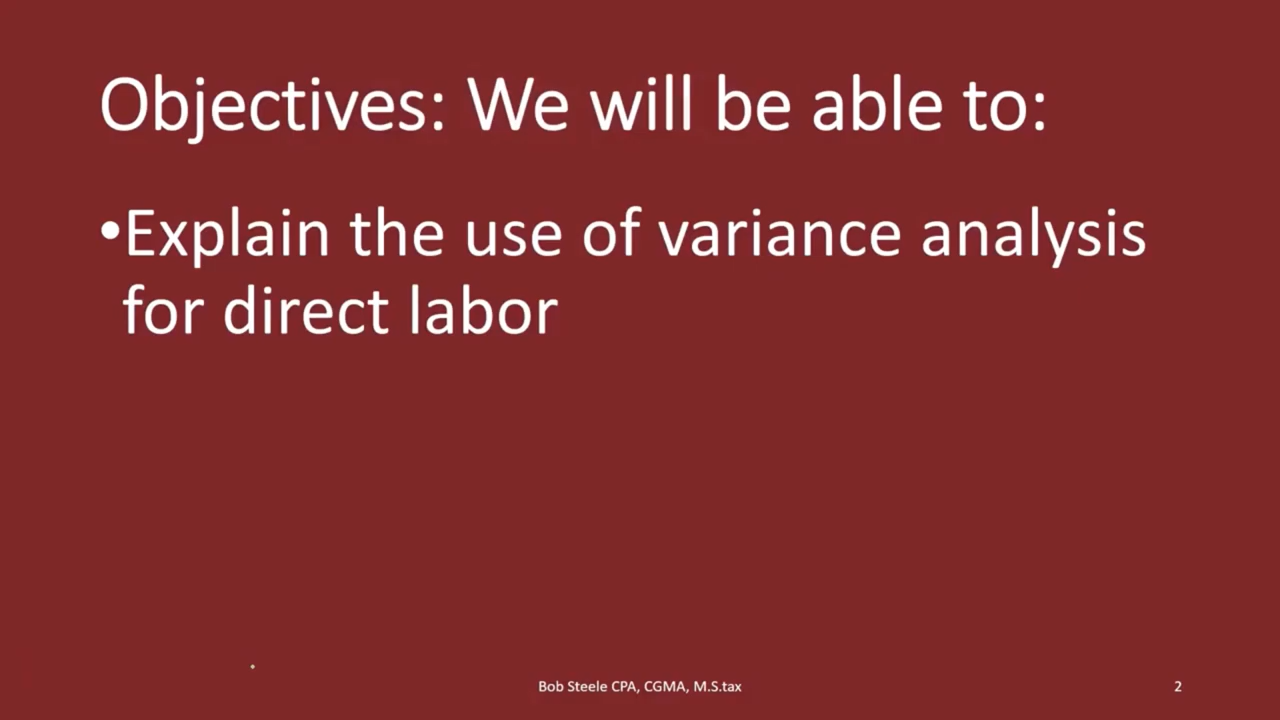 Objectives: We will be able to:
•Explain the use of variance analysis
for direct labor
Bob Steele CPA, CGMA, M.S.tax
2